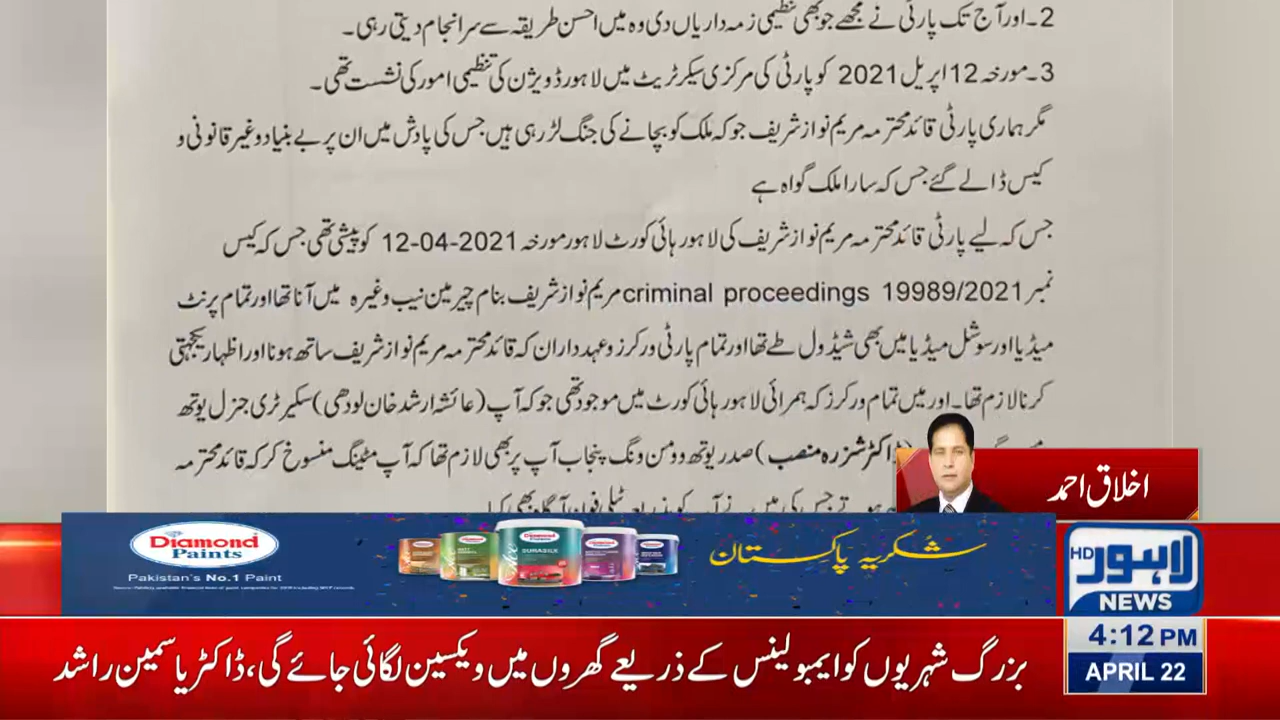 2۔ اور آج تک پارٹی نے مجھے جو بھی تنظیمی زمہ داریاں دی وہ میں احسن طریقہ سے سر انجام دیتی رہی۔
3۔ مورخہ 12 اپریل 2021 کو پارٹی کی مرکزی سیکرٹریٹ میں لاہور ڈویژن کی تنظیمی امور کی نشست تھی۔
مگر ہماری پارٹی قائد محترمہ مریم نواز شریف جو کہ ملک کو بچانے کی جنگ لڑ رہی ہیں جس کی پادش میں ان پر بے بنیاد و غیر قانونی و
کیس ڈالے گئے جس کہ سارا ملک گواہ ہے
جس کہ لیے پارٹی قائد محترمہ مریم نواز شریف کی لاہور ہائی کورٹ لاہور مورخہ 2021-04-12 کو پیشی تھی جس کہ کیس
نمبر 19989/2021 criminal proceedings مریم نواز شریف بنام چیرمین نیب وغیرہ میں آنا تھا اور تمام پرنٹ
میڈیا اور سوشل میڈیا میں بھی شیڈول طے تھا اور تمام پارٹی ورکرز و عہدداران کہ قائد محترمہ مریم نواز شریف ساتھ ہونا اور اظہار یکجہتی
کرنا لازم تھا۔ اور میں تمام ورکرز کہ ہمرائی لاہور ہائی کورٹ میں موجود تھی جو کہ آپ (عائشہ ارشد خان لودھی) سکیرٹری جنرل یوتھ
(ڈاکٹر شزرہ منصب) صدر یوتھ وومن ونگ پنجاب آپ پر بھی لازم تھا کہ آپ مٹینگ منسوخ کر کہ قائد محترمہ
اخلاق احمد
Diamond Paints
Pakistan's No.1 Paint
شکریہ پاکستان
لاہور HD
NEWS
4:12 PM
APRIL 22
بزرگ شہریوں کو ایمبولینس کے ذریعے گھروں میں ویکسین لگائی جائے گی، ڈاکٹر یاسمین راشد